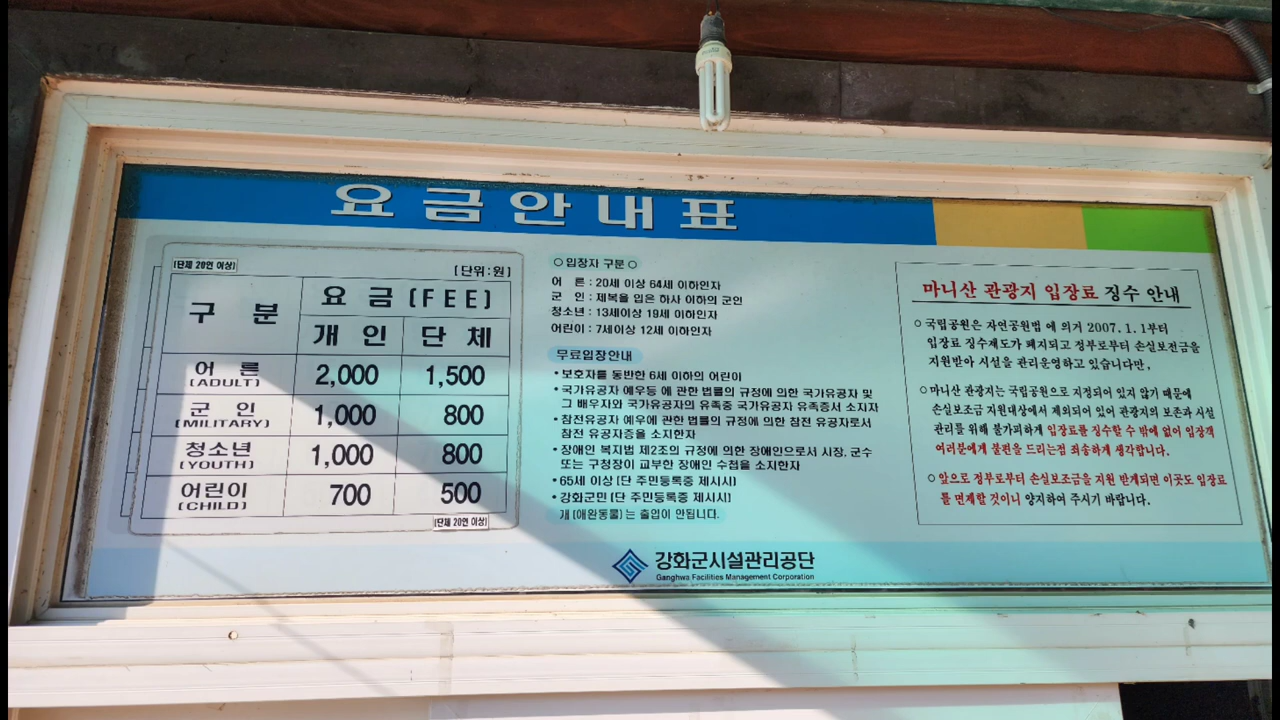 요금안내표
[단체 20인 이상]
[단위:원]
구 분
요 금 (FEE)
개 인
단 체
어 른 2,000 1,500
(ADULT)
군 인 1,000 800
(MILITARY)
청소년 1,000 800
(YOUTH)
어린이 700 500
(CHILD)
[단체 20인 이상]
○ 입장자 구분 ○
어 른 : 20세 이상 64세 이하인자
군 인 : 제복을 입은 하사 이하의 군인
청소년 : 13세이상 19세 이하인자
어린이 : 7세이상 12세 이하인자
무료입장안내
• 보호자를 동반한 6세 이하의 어린이
• 국가유공자 예우등 에 관한 법률의 규정에 의한 국가유공자 및
그 배우자와 국가유공자의 유족중 국가유공자 유족증서 소지자
• 참전유공자 예우에 관한 법률의 규정에 의한 참전 유공자로서
참전 유공자증을 소지한자
• 장애인 복지법 제2조의 규정에 의한 장애인으로서 시장, 군수
또는 구청장이 교부한 장애인 수첩을 소지한자
• 65세 이상 [단 주민등록증 제시시]
• 강화군민 [단 주민등록증 제시시]
개 (애완동물) 는 출입이 안됩니다.
강화군시설관리공단
Ganghwa Facilities Management Corporation
마니산 관광지 입장료 징수 안내
○ 국립공원은 자연공원법 에 의거 2007. 1. 1부터
입장료 징수제도가 폐지되고 정부로부터 손실보전금을
지원받아 시설을 관리운영하고 있습니다만,
○ 마니산 관광지는 국립공원으로 지정되어 있지 않기 때문에
손실보조금 지원대상에서 제외되어 있어 관광지의 보존과 시설
관리를 위해 불가피하게 입장료를 징수할 수 밖에 없어 입장객
여러분에게 불편을 드리는점 죄송하게 생각합니다.
○ 앞으로 정부로부터 손실보조금을 지원 받게되면 이곳도 입장료
를 면제할 것이니 양지하여 주시기 바랍니다.